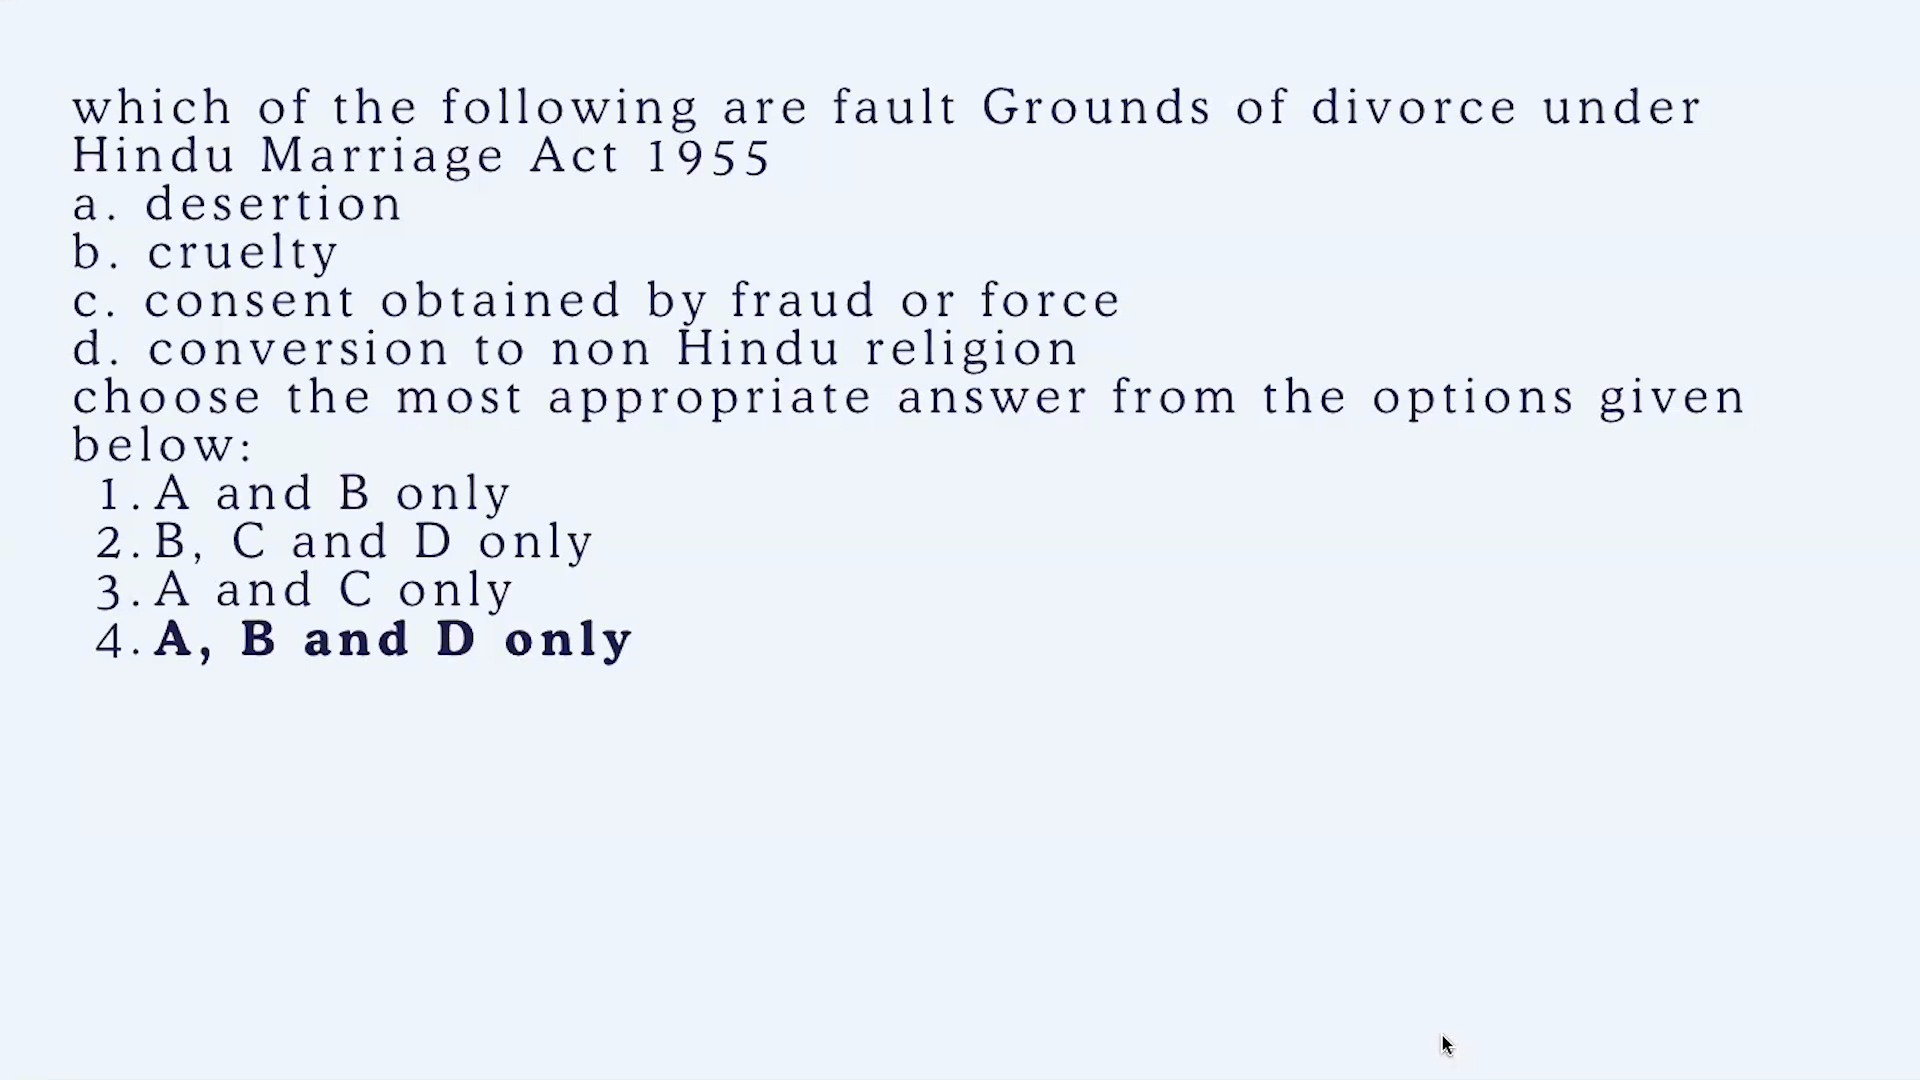 which of the following are fault Grounds of divorce under
Hindu Marriage Act 1955
a. desertion
b. cruelty
c. consent obtained by fraud or force
d. conversion to non Hindu religion
choose the most appropriate answer from the options given
below:
1. A and B only
2. B, C and D only
3. A and C only
4. A, B and D only